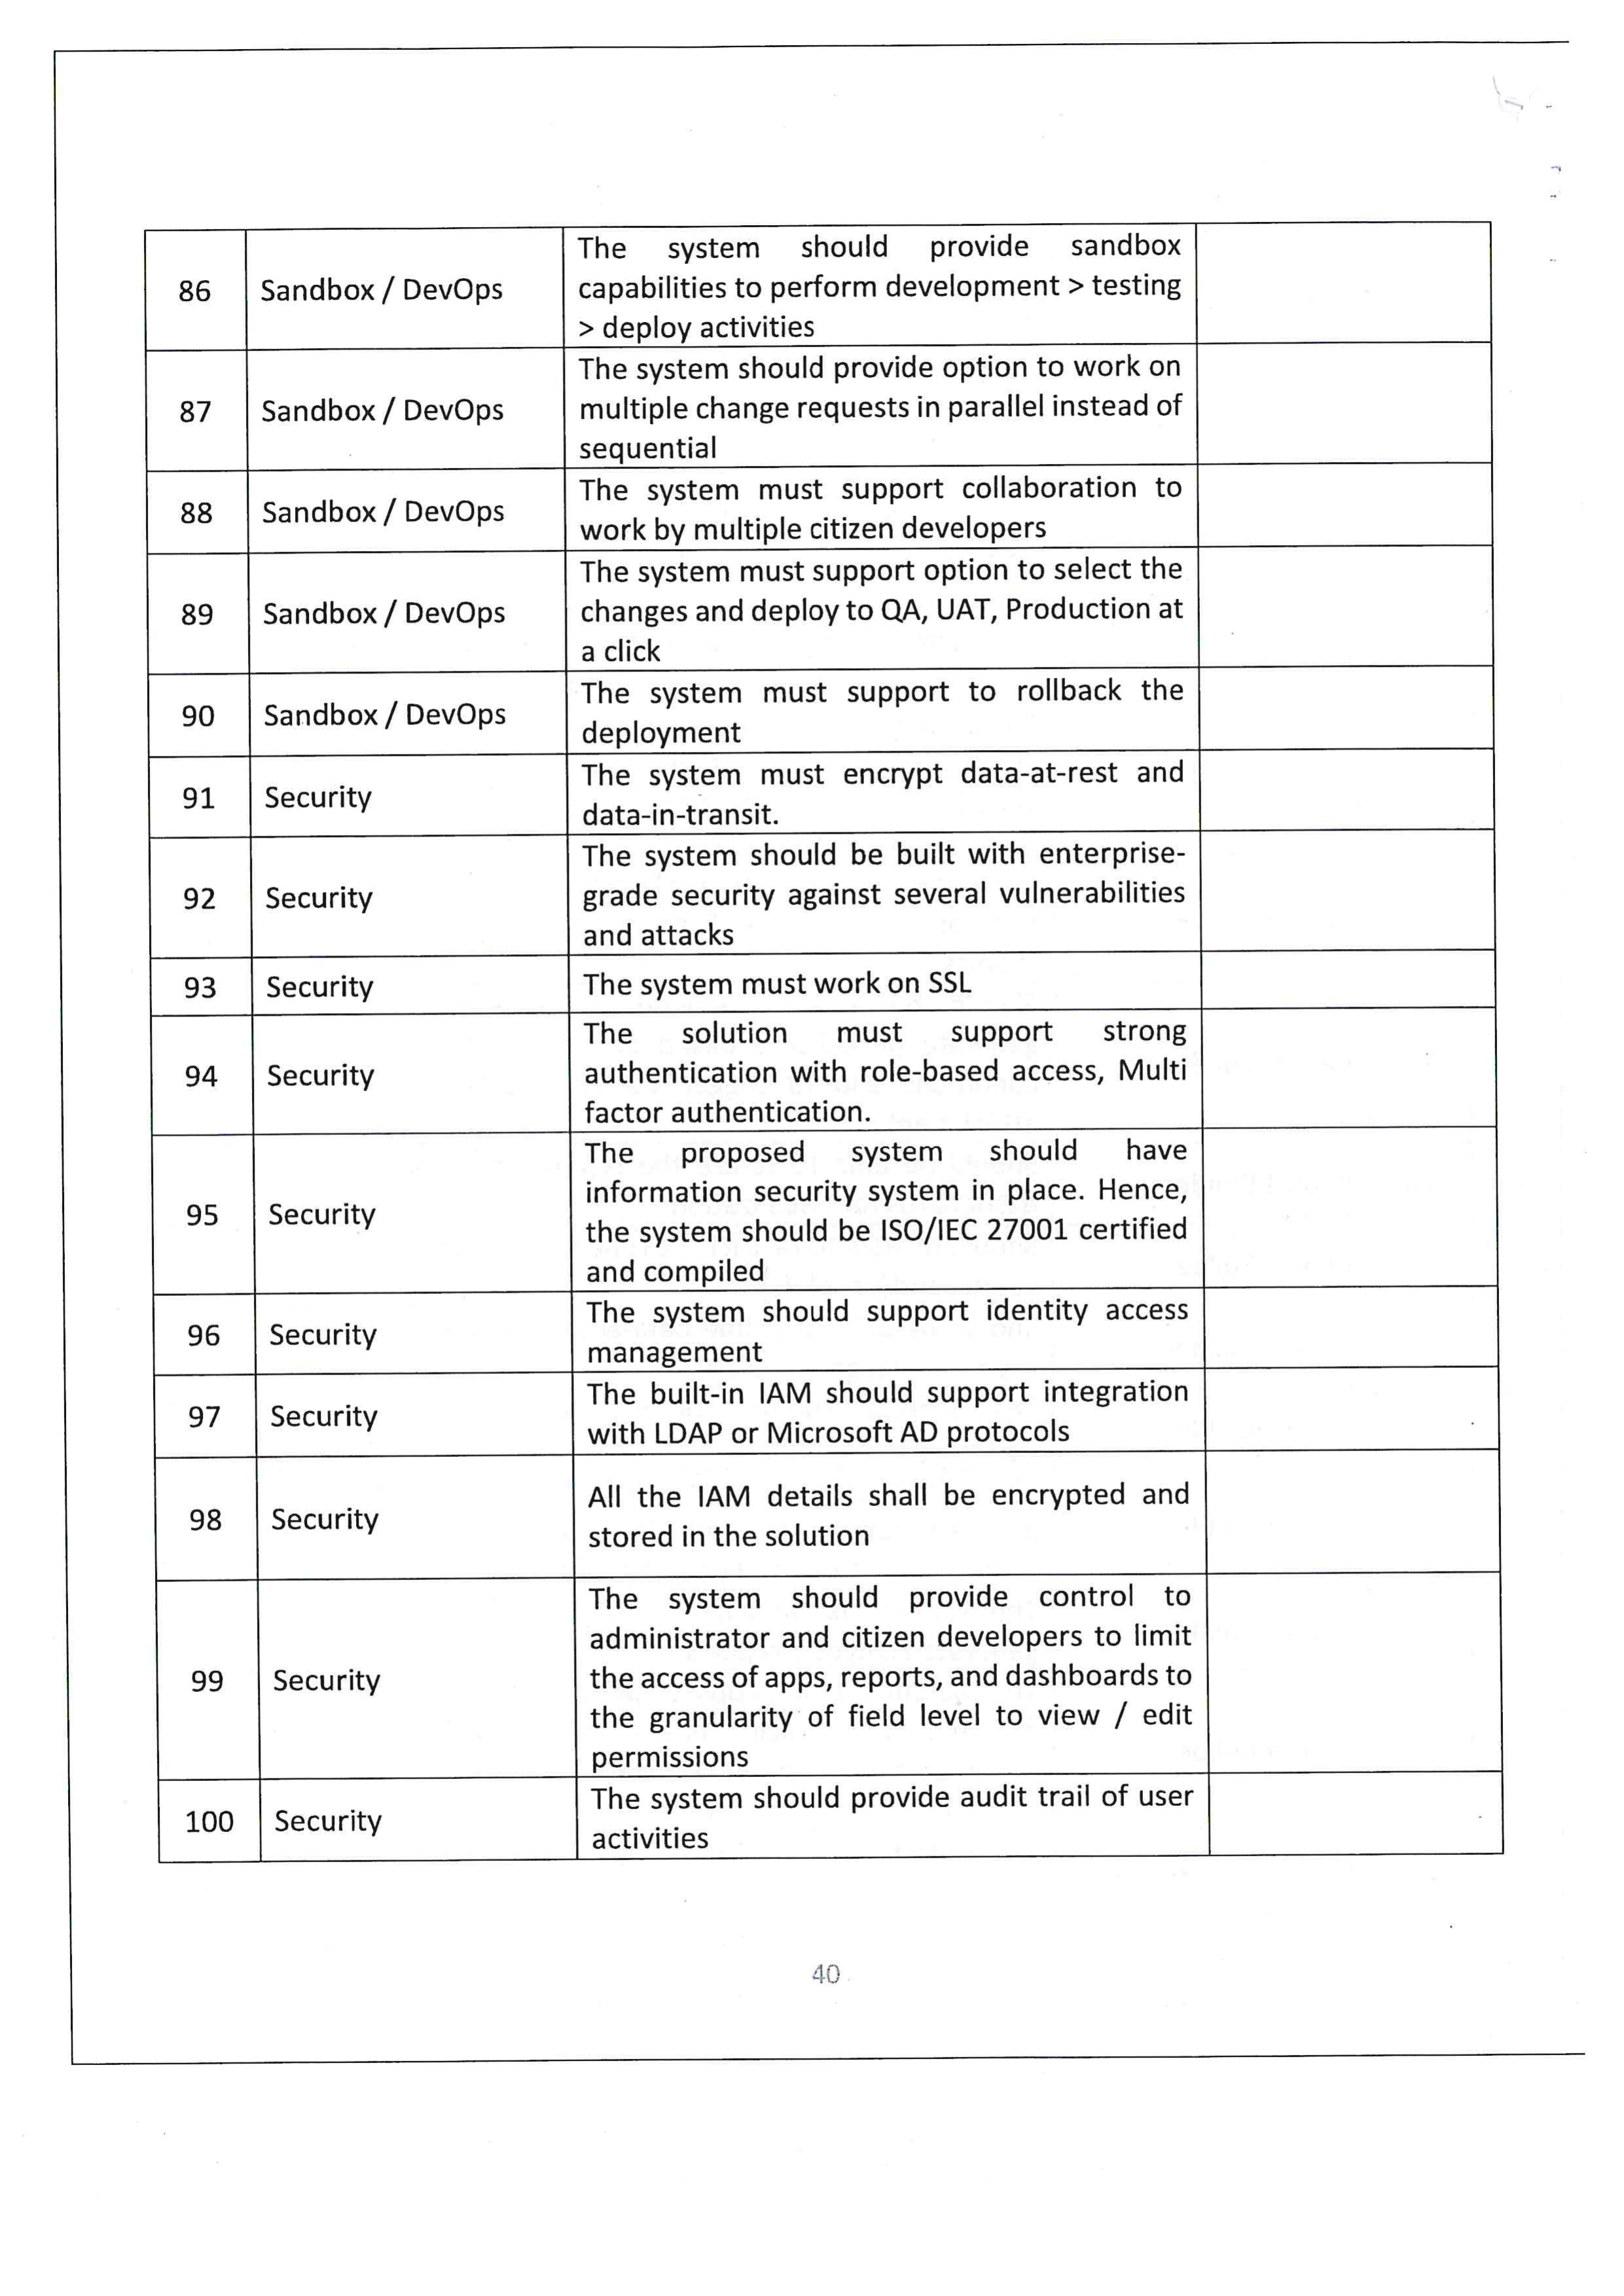 The system should provide sandbox
86 Sandbox / DevOps capabilities to perform development > testing
> deploy activities
The system should provide option to work on
87 Sandbox / DevOps multiple change requests in parallel instead of
sequential
88 Sandbox / DevOps The system must support collaboration to
work by multiple citizen developers
The system must support option to select the
89 Sandbox / DevOps changes and deploy to QA, UAT, Production at
a click
90 Sandbox / DevOps The system must support to rollback the
deployment
91 Security The system must encrypt data-at-rest and
data-in-transit.
The system should be built with enterprise-
92 Security grade security against several vulnerabilities
and attacks
93 Security The system must work on SSL
The solution must support strong
94 Security authentication with role-based access, Multi
factor authentication.
The proposed system should have
information security system in place. Hence,
95 Security the system should be ISO/IEC 27001 certified
and compiled
96 Security The system should support identity access
management
97 Security The built-in IAM should support integration
with LDAP or Microsoft AD protocols
98 Security All the IAM details shall be encrypted and
stored in the solution
The system should provide control to
administrator and citizen developers to limit
99 Security the access of apps, reports, and dashboards to
the granularity of field level to view / edit
permissions
100 Security The system should provide audit trail of user
activities
40